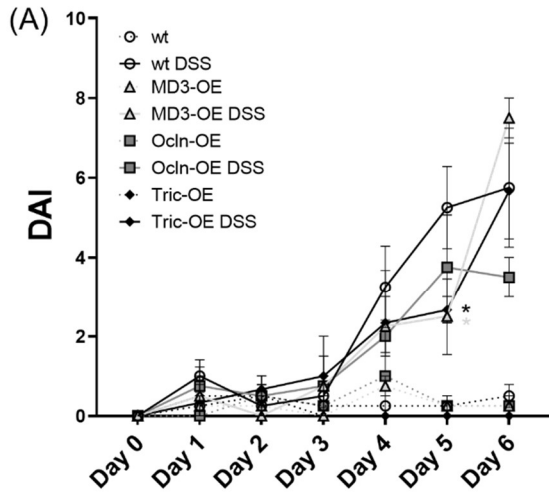 (A)
10
8
6
4
2
0
DAI
wt
wt DSS
MD3-OE
MD3-OE DSS
Ocln-OE
Ocln-OE DSS
Tric-OE
Tric-OE DSS
*
*
Day 0
Day 1
Day 2
Day 3
Day 4
Day 5
Day 6